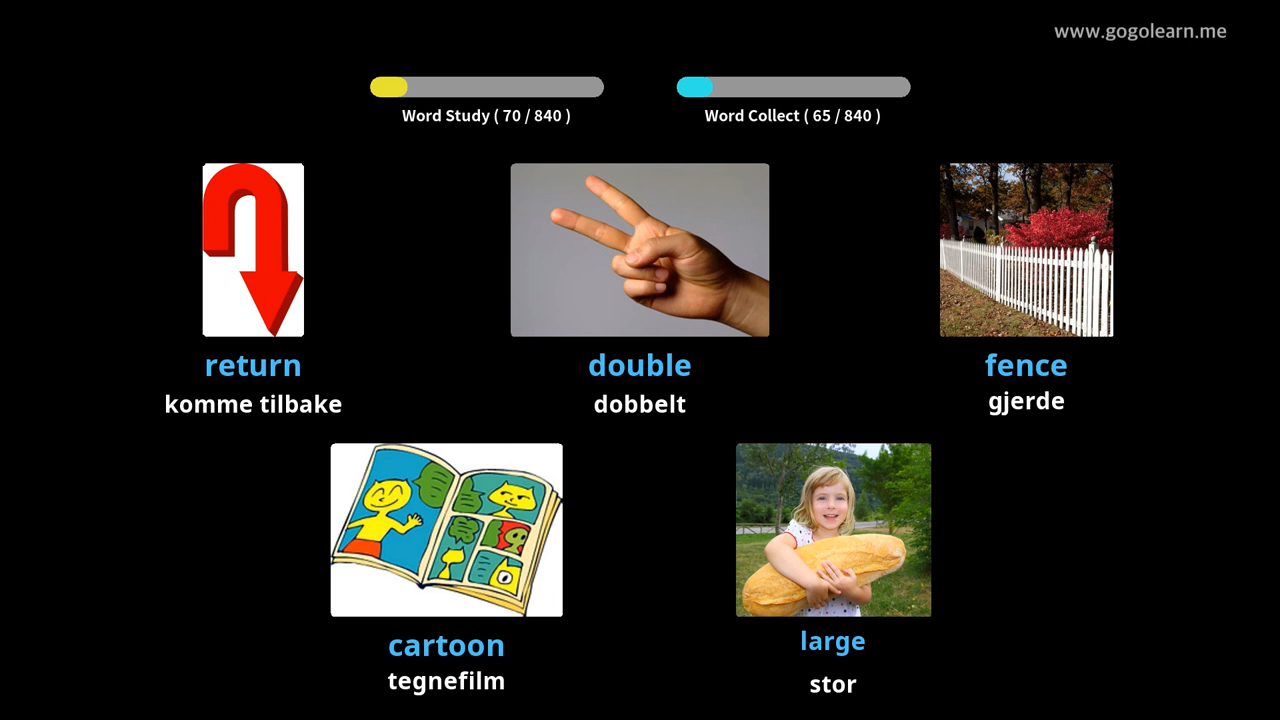 www.gogolearn.me
Word Study ( 70 / 840 )
Word Collect ( 65 / 840 )
return
komme tilbake
double
dobbelt
fence
gjerde
cartoon
tegnefilm
large
stor